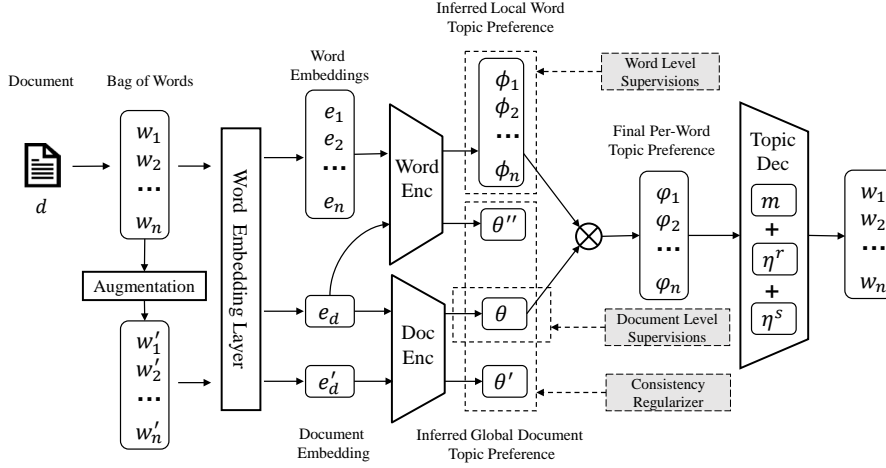 Inferred Local Word
Topic Preference
Document
Bag of Words
Word
Embeddings
Word Level
Supervisions
d
w₁
w₂
...
wₙ
Augmentation
w′₁
w′₂
...
w′ₙ
Word Embedding Layer
e₁
e₂
...
eₙ
e_d
e′_d
Document
Embedding
Word
Enc
Doc
Enc
ϕ₁
ϕ₂
...
ϕₙ
θ′′
θ
θ′
Inferred Global Document
Topic Preference
Document Level
Supervisions
Consistency
Regularizer
Final Per-Word
Topic Preference
φ₁
φ₂
...
φₙ
Topic
Dec
m
+
ηʳ
+
ηˢ
w₁
w₂
...
wₙ